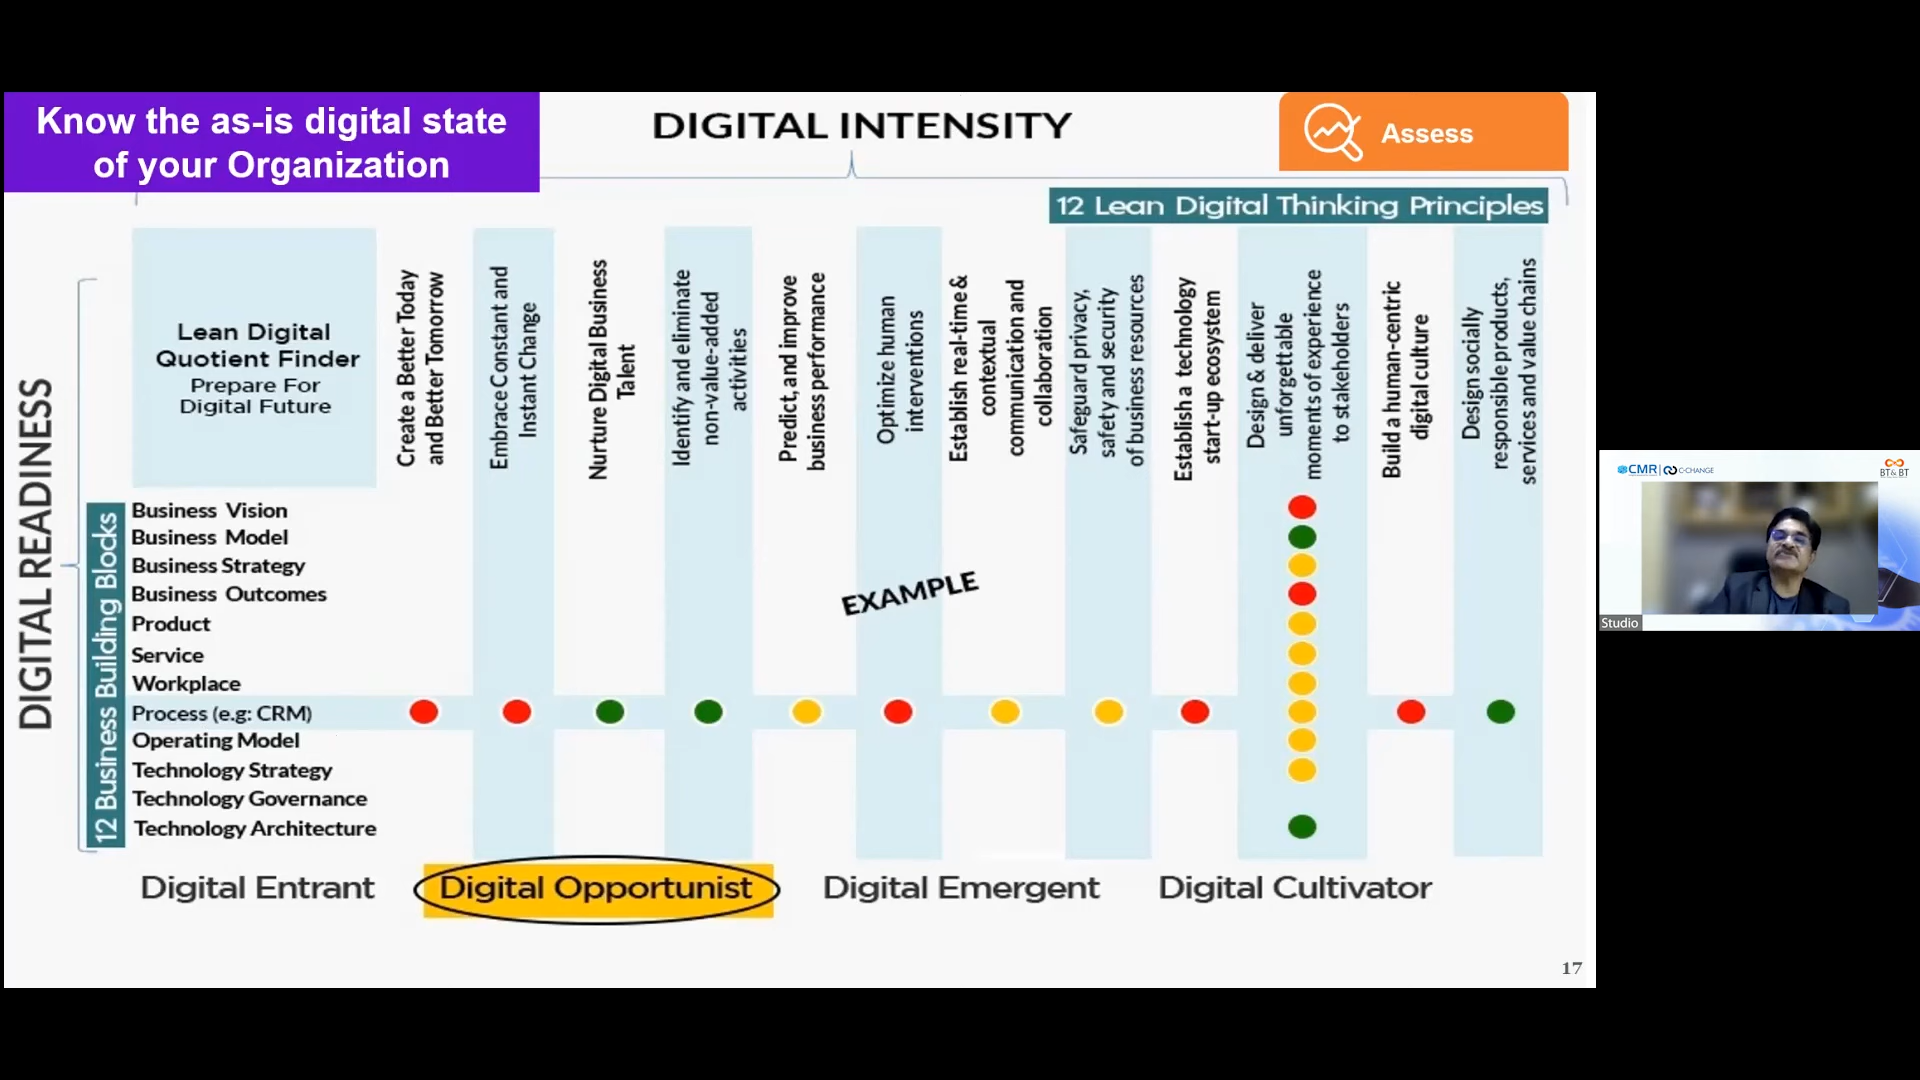 Know the as-is digital state
of your Organization
DIGITAL INTENSITY
Assess
12 Lean Digital Thinking Principles
DIGITAL READINESS
12 Business Building Blocks
Lean Digital
Quotient Finder
Prepare For
Digital Future
Create a Better Today
and Better Tomorrow
Embrace Constant and
Instant Change
Nurture Digital Business
Talent
Identify and eliminate
non-value-added
activities
Predict, and improve
business performance
Optimize human
interventions
Establish real-time &
contextual
communication and
collaboration
Safeguard privacy,
safety and security
of business resources
Establish a technology
start-up ecosystem
Design & deliver
unforgettable
moments of experience
to stakeholders
Build a human-centric
digital culture
Design socially
responsible products,
services and value chains
Business Vision
Business Model
Business Strategy
Business Outcomes
Product
Service
Workplace
Process (e.g: CRM)
Operating Model
Technology Strategy
Technology Governance
Technology Architecture
EXAMPLE
Digital Entrant
Digital Opportunist
Digital Emergent
Digital Cultivator
17
CMR
C-CHANGE
BT&BT
Studio